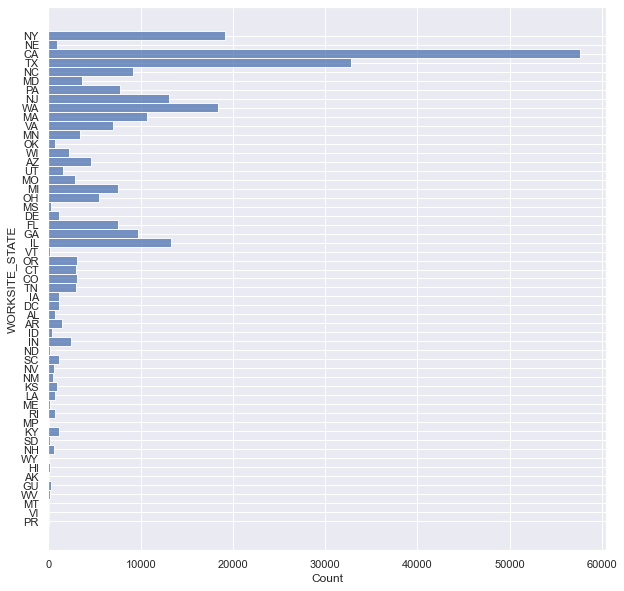 WORKSITE_STATE
NY
NE
CA
TX
NC
MD
PA
NJ
WA
MA
VA
MN
OK
WI
AZ
UT
MO
MI
OH
MS
DE
FL
GA
IL
VT
OR
CT
CO
TN
IA
DC
AL
AR
ID
IN
ND
SC
NV
NM
KS
LA
ME
RI
MP
KY
SD
NH
WY
HI
AK
GU
WV
MT
VI
PR
0 10000 20000 30000 40000 50000 60000
Count